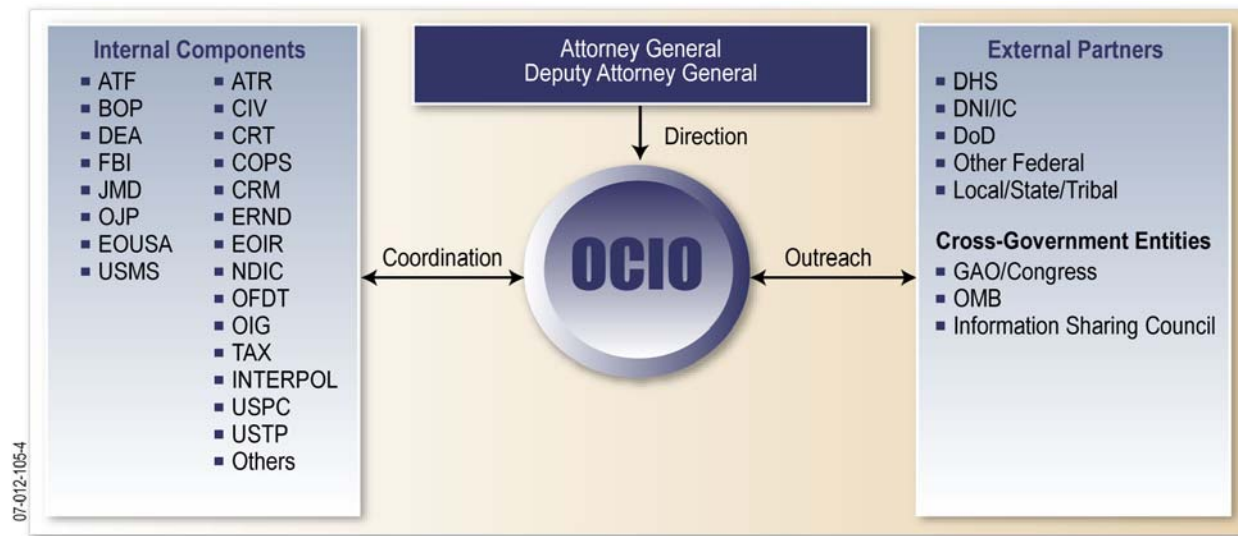 Internal Components
ATF
BOP
DEA
FBI
JMD
OJP
EOUSA
USMS
ATR
CIV
CRT
COPS
CRM
ERND
EOIR
NDIC
OFDT
OIG
TAX
INTERPOL
USPC
USTP
Others
Attorney General
Deputy Attorney General
Direction
Coordination
OCIO
Outreach
External Partners
DHS
DNI/IC
DoD
Other Federal
Local/State/Tribal
Cross-Government Entities
GAO/Congress
OMB
Information Sharing Council
07-012-105-4